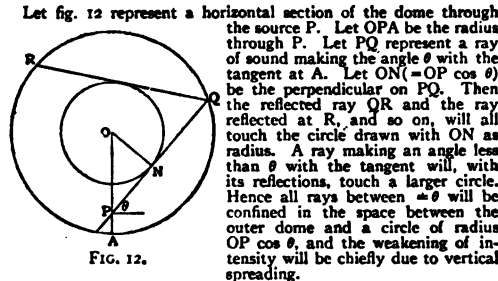 Let fig. 12 represent a horizontal section of the dome through
the source P. Let OPA be the radius
through P. Let PQ represent a ray
of sound making the angle θ with the
tangent at A. Let ON(=OP cos θ)
be the perpendicular on PQ. Then
the reflected ray QR and the ray
reflected at R, and so on, will all
touch the circle drawn with ON as
radius. A ray making an angle less
than θ with the tangent will, with
its reflections, touch a larger circle.
Hence all rays between ±θ will be
confined in the space between the
outer dome and a circle of radius
OP cos θ, and the weakening of in-
tensity will be chiefly due to vertical
spreading.
R
Q
O
N
P
θ
A
FIG. 12.